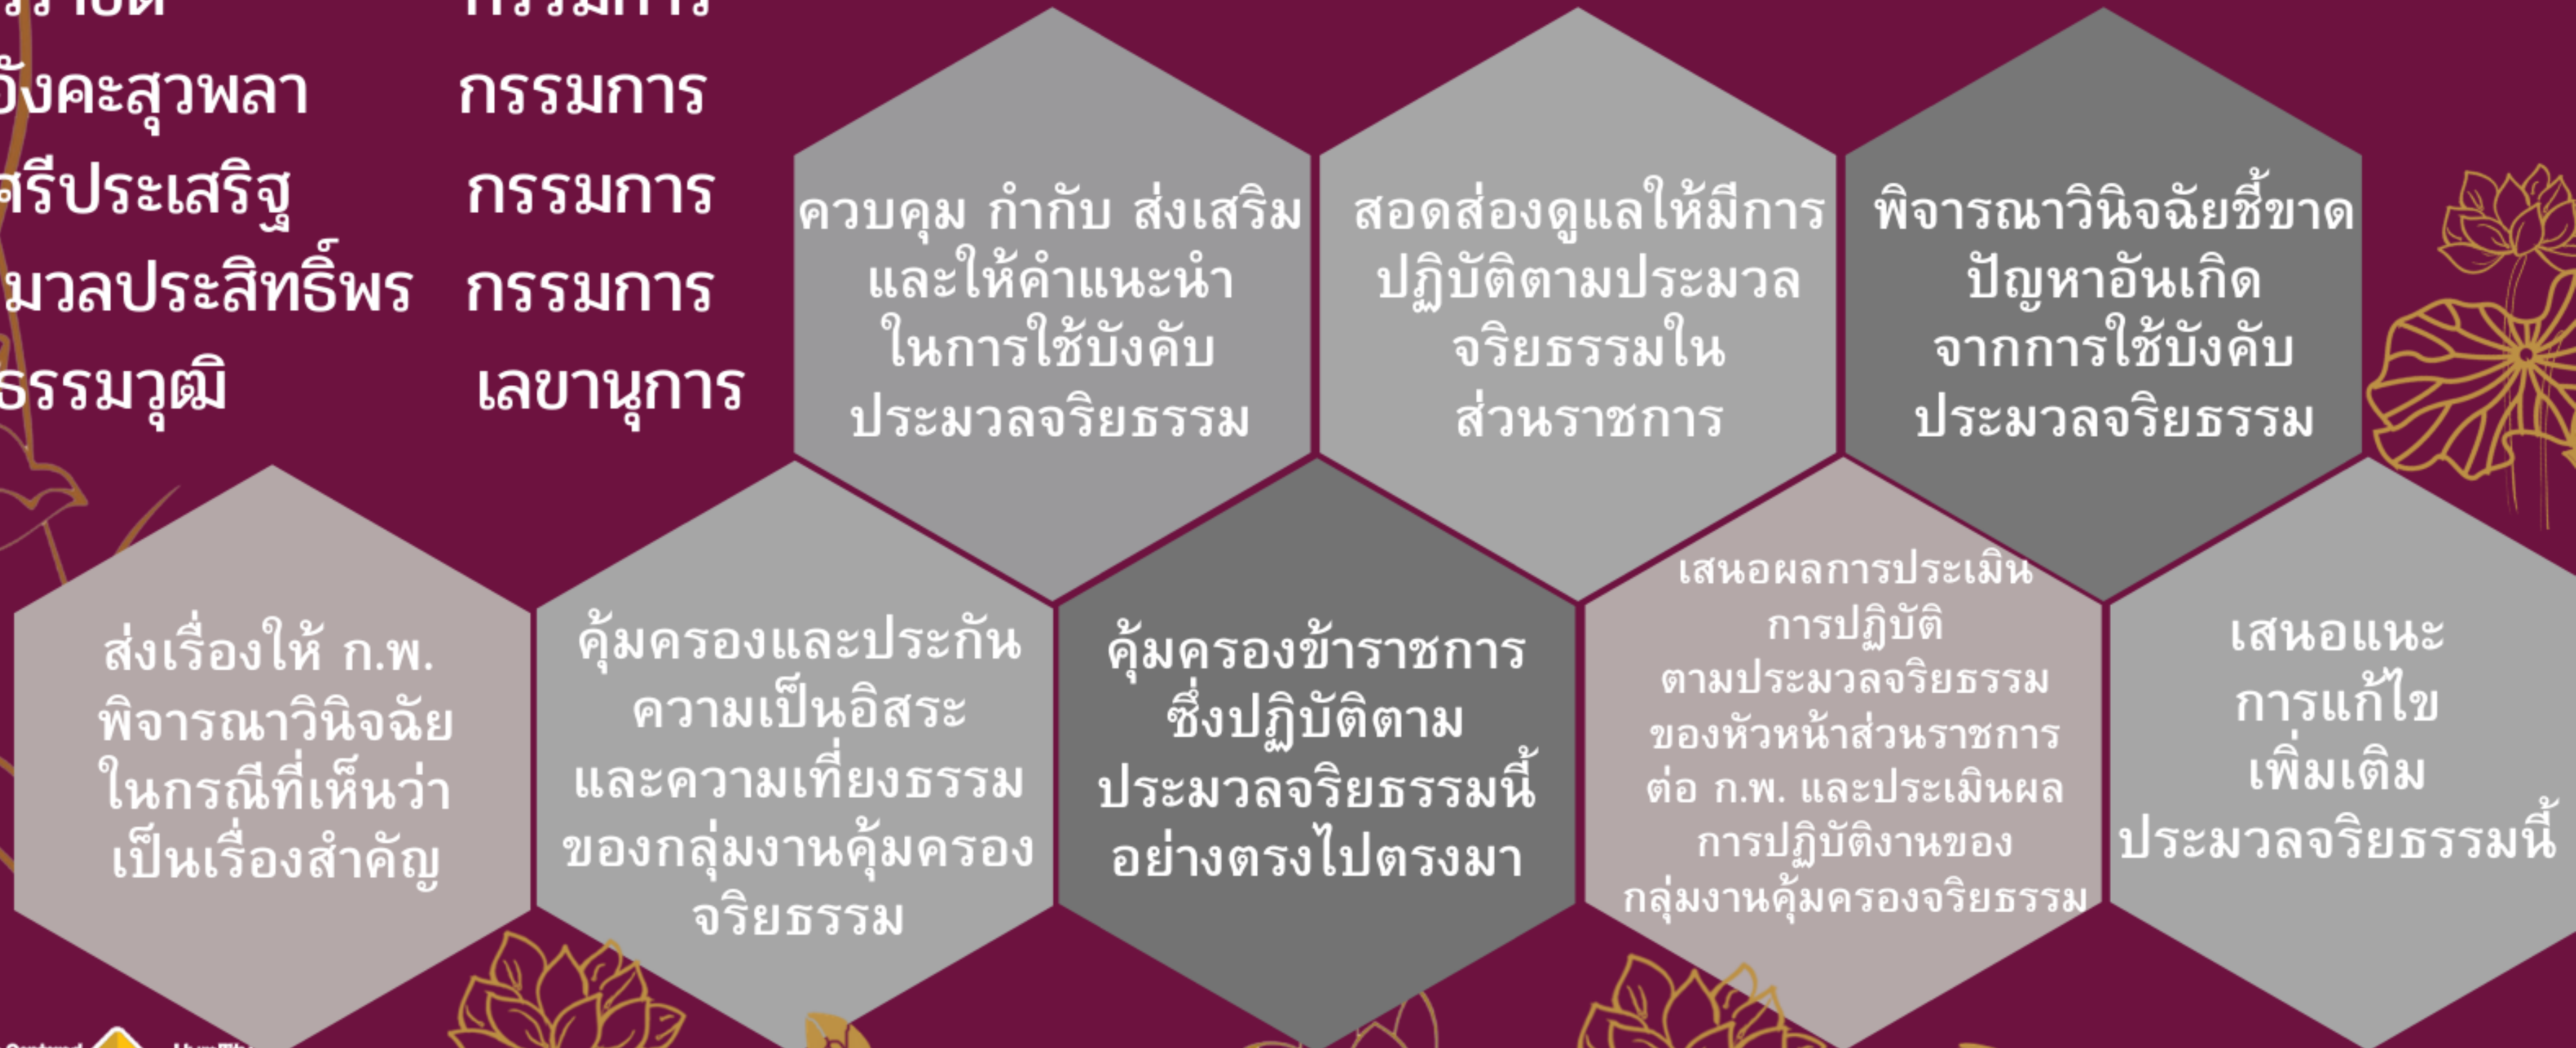 กรรมการ
อังคะสุวพลา กรรมการ
ศรีประเสริฐ กรรมการ
มวลประสิทธิ์พร กรรมการ
ธรรมวุฒิ เลขานุการ
ควบคุม กำกับ ส่งเสริม
และให้คำแนะนำ
ในการใช้บังคับ
ประมวลจริยธรรม
สอดส่องดูแลให้มีการ
ปฏิบัติตามประมวล
จริยธรรมใน
ส่วนราชการ
พิจารณาวินิจฉัยชี้ขาด
ปัญหาอันเกิด
จากการใช้บังคับ
ประมวลจริยธรรม
ส่งเรื่องให้ ก.พ.
พิจารณาวินิจฉัย
ในกรณีที่เห็นว่า
เป็นเรื่องสำคัญ
คุ้มครองและประกัน
ความเป็นอิสระ
และความเที่ยงธรรม
ของกลุ่มงานคุ้มครอง
จริยธรรม
คุ้มครองข้าราชการ
ซึ่งปฏิบัติตาม
ประมวลจริยธรรมนี้
อย่างตรงไปตรงมา
เสนอผลการประเมิน
การปฏิบัติ
ตามประมวลจริยธรรม
ของหัวหน้าส่วนราชการ
ต่อ ก.พ. และประเมินผล
การปฏิบัติงานของ
กลุ่มงานคุ้มครองจริยธรรม
เสนอแนะ
การแก้ไข
เพิ่มเติม
ประมวลจริยธรรมนี้